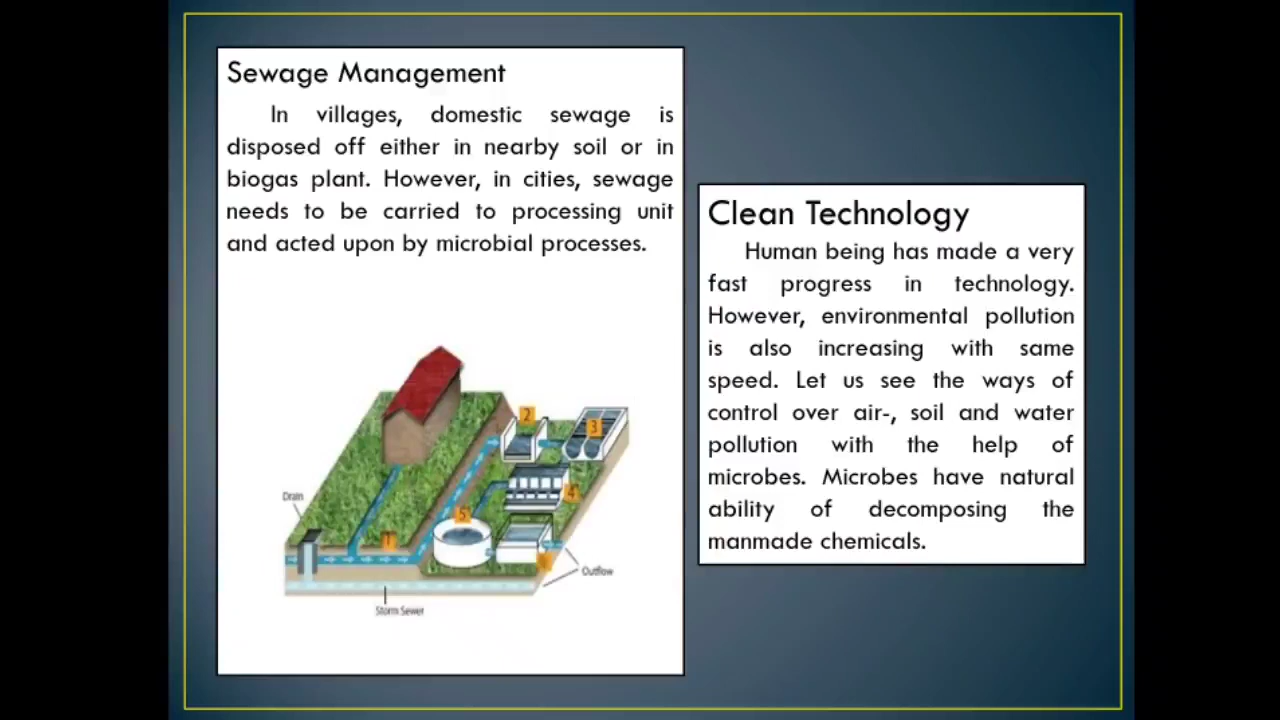 Sewage Management
In villages, domestic sewage is
disposed off either in nearby soil or in
biogas plant. However, in cities, sewage
needs to be carried to processing unit
and acted upon by microbial processes.
Drain
1
2
3
4
5
6
Outflow
Storm Sewer
Clean Technology
Human being has made a very
fast progress in technology.
However, environmental pollution
is also increasing with same
speed. Let us see the ways of
control over air-, soil and water
pollution with the help of
microbes. Microbes have natural
ability of decomposing the
manmade chemicals.